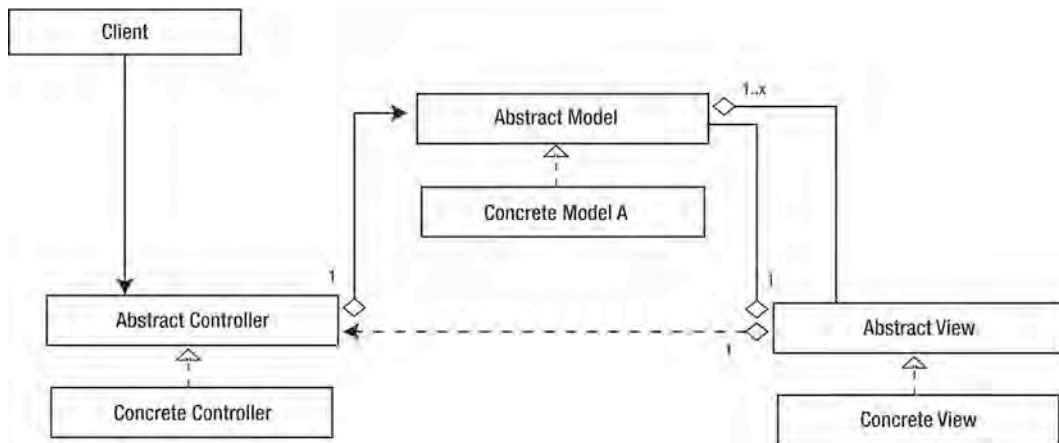 Client
1..x
Abstract Model
Concrete Model A
1
1
Abstract Controller
Abstract View
1
Concrete Controller
Concrete View